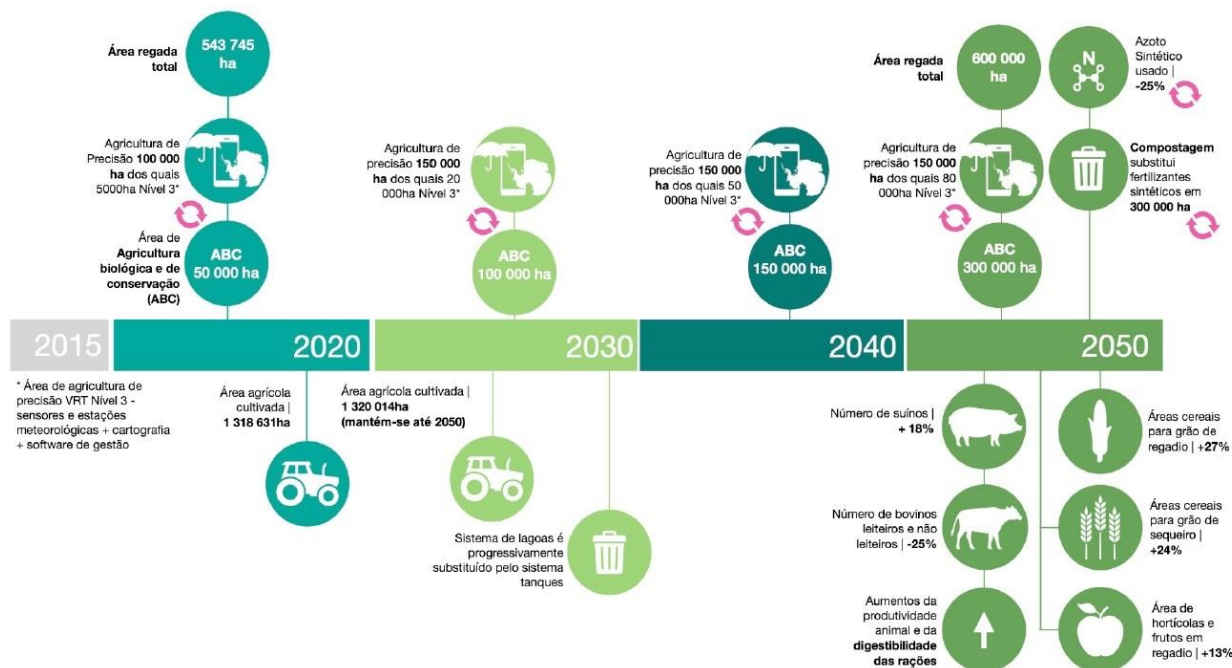 Área regada
total
543 745
ha
Agricultura de
Precisão 100 000
ha dos quais
5000ha Nível 3*
Área de
Agricultura
biológica e de
conservação
(ABC)
ABC
50 000 ha
Agricultura de
precisão 150 000
ha dos quais 20
000ha Nível 3*
ABC
100 000 ha
Agricultura de
precisão 150 000
ha dos quais 50
000ha Nível 3*
ABC
150 000 ha
Área regada
total
600 000
ha
Agricultura de
precisão 150 000
ha dos quais 80
000ha Nível 3*
ABC
300 000 ha
N
Azoto
Sintético
usado |
-25%
Compostagem
substitui
fertilizantes
sintéticos em
300 000 ha
2015
2020
2030
2040
2050
* Área de agricultura de
precisão VRT Nível 3 -
sensores e estações
meteorológicas + cartografia
+ software de gestão
Área agrícola
cultivada |
1 318 631ha
Área agrícola cultivada |
1 320 014ha
(mantém-se até 2050)
Sistema de lagoas é
progressivamente
substituído pelo sistema
tanques
Número de suínos |
+ 18%
Número de bovinos
leiteiros e não
leiteiros | -25%
Aumentos da
produtividade
animal e da
digestibilidade
das rações
Áreas cereais
para grão de
regadio | +27%
Áreas cereais
para grão de
sequeiro |
+24%
Área de
hortícolas e
frutos em
regadio | +13%